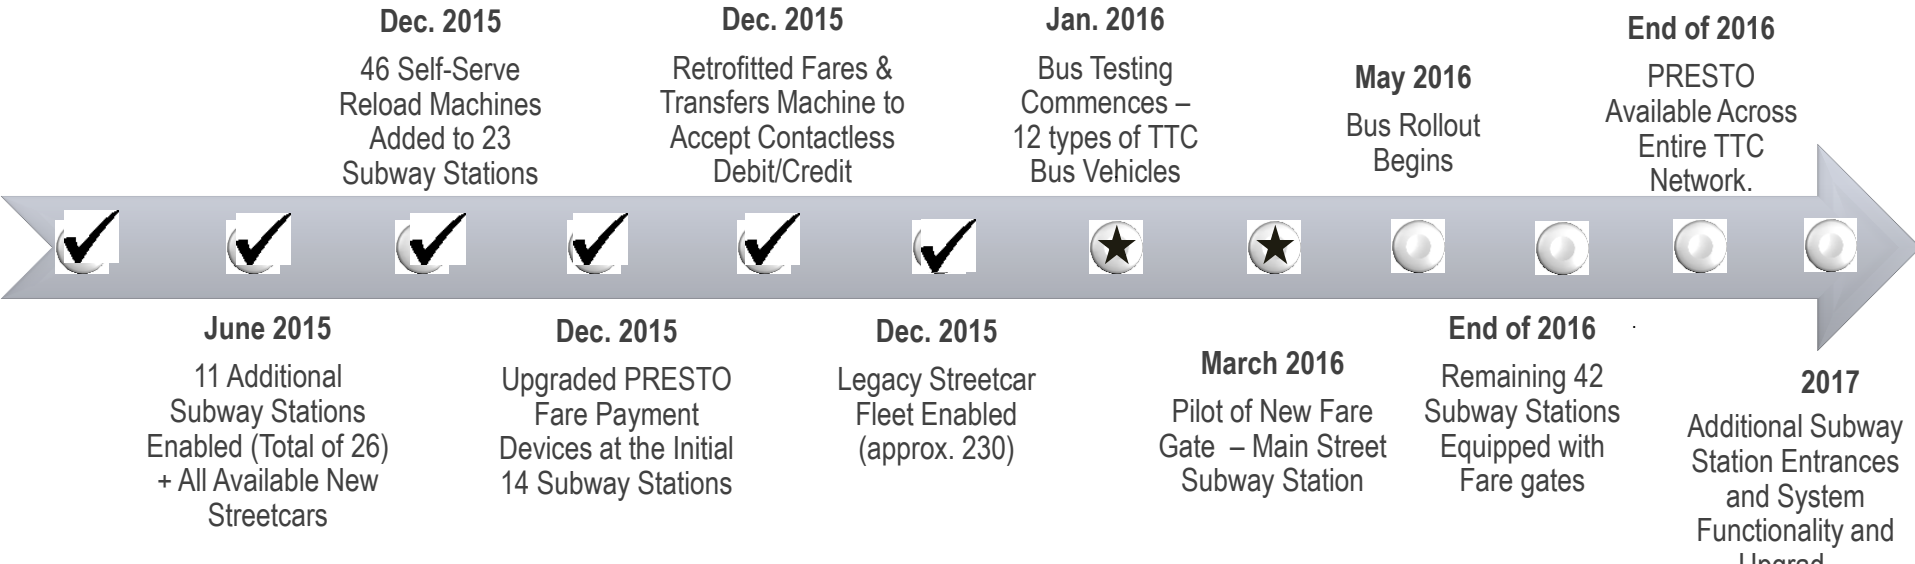 Dec. 2015
46 Self-Serve
Reload Machines
Added to 23
Subway Stations
Dec. 2015
Retrofitted Fares &
Transfers Machine to
Accept Contactless
Debit/Credit
Jan. 2016
Bus Testing
Commences –
12 types of TTC
Bus Vehicles
May 2016
Bus Rollout
Begins
End of 2016
PRESTO
Available Across
Entire TTC
Network.
June 2015
11 Additional
Subway Stations
Enabled (Total of 26)
+ All Available New
Streetcars
Dec. 2015
Upgraded PRESTO
Fare Payment
Devices at the Initial
14 Subway Stations
Dec. 2015
Legacy Streetcar
Fleet Enabled
(approx. 230)
March 2016
Pilot of New Fare
Gate – Main Street
Subway Station
End of 2016
Remaining 42
Subway Stations
Equipped with
Fare gates
2017
Additional Subway
Station Entrances
and System
Functionality and